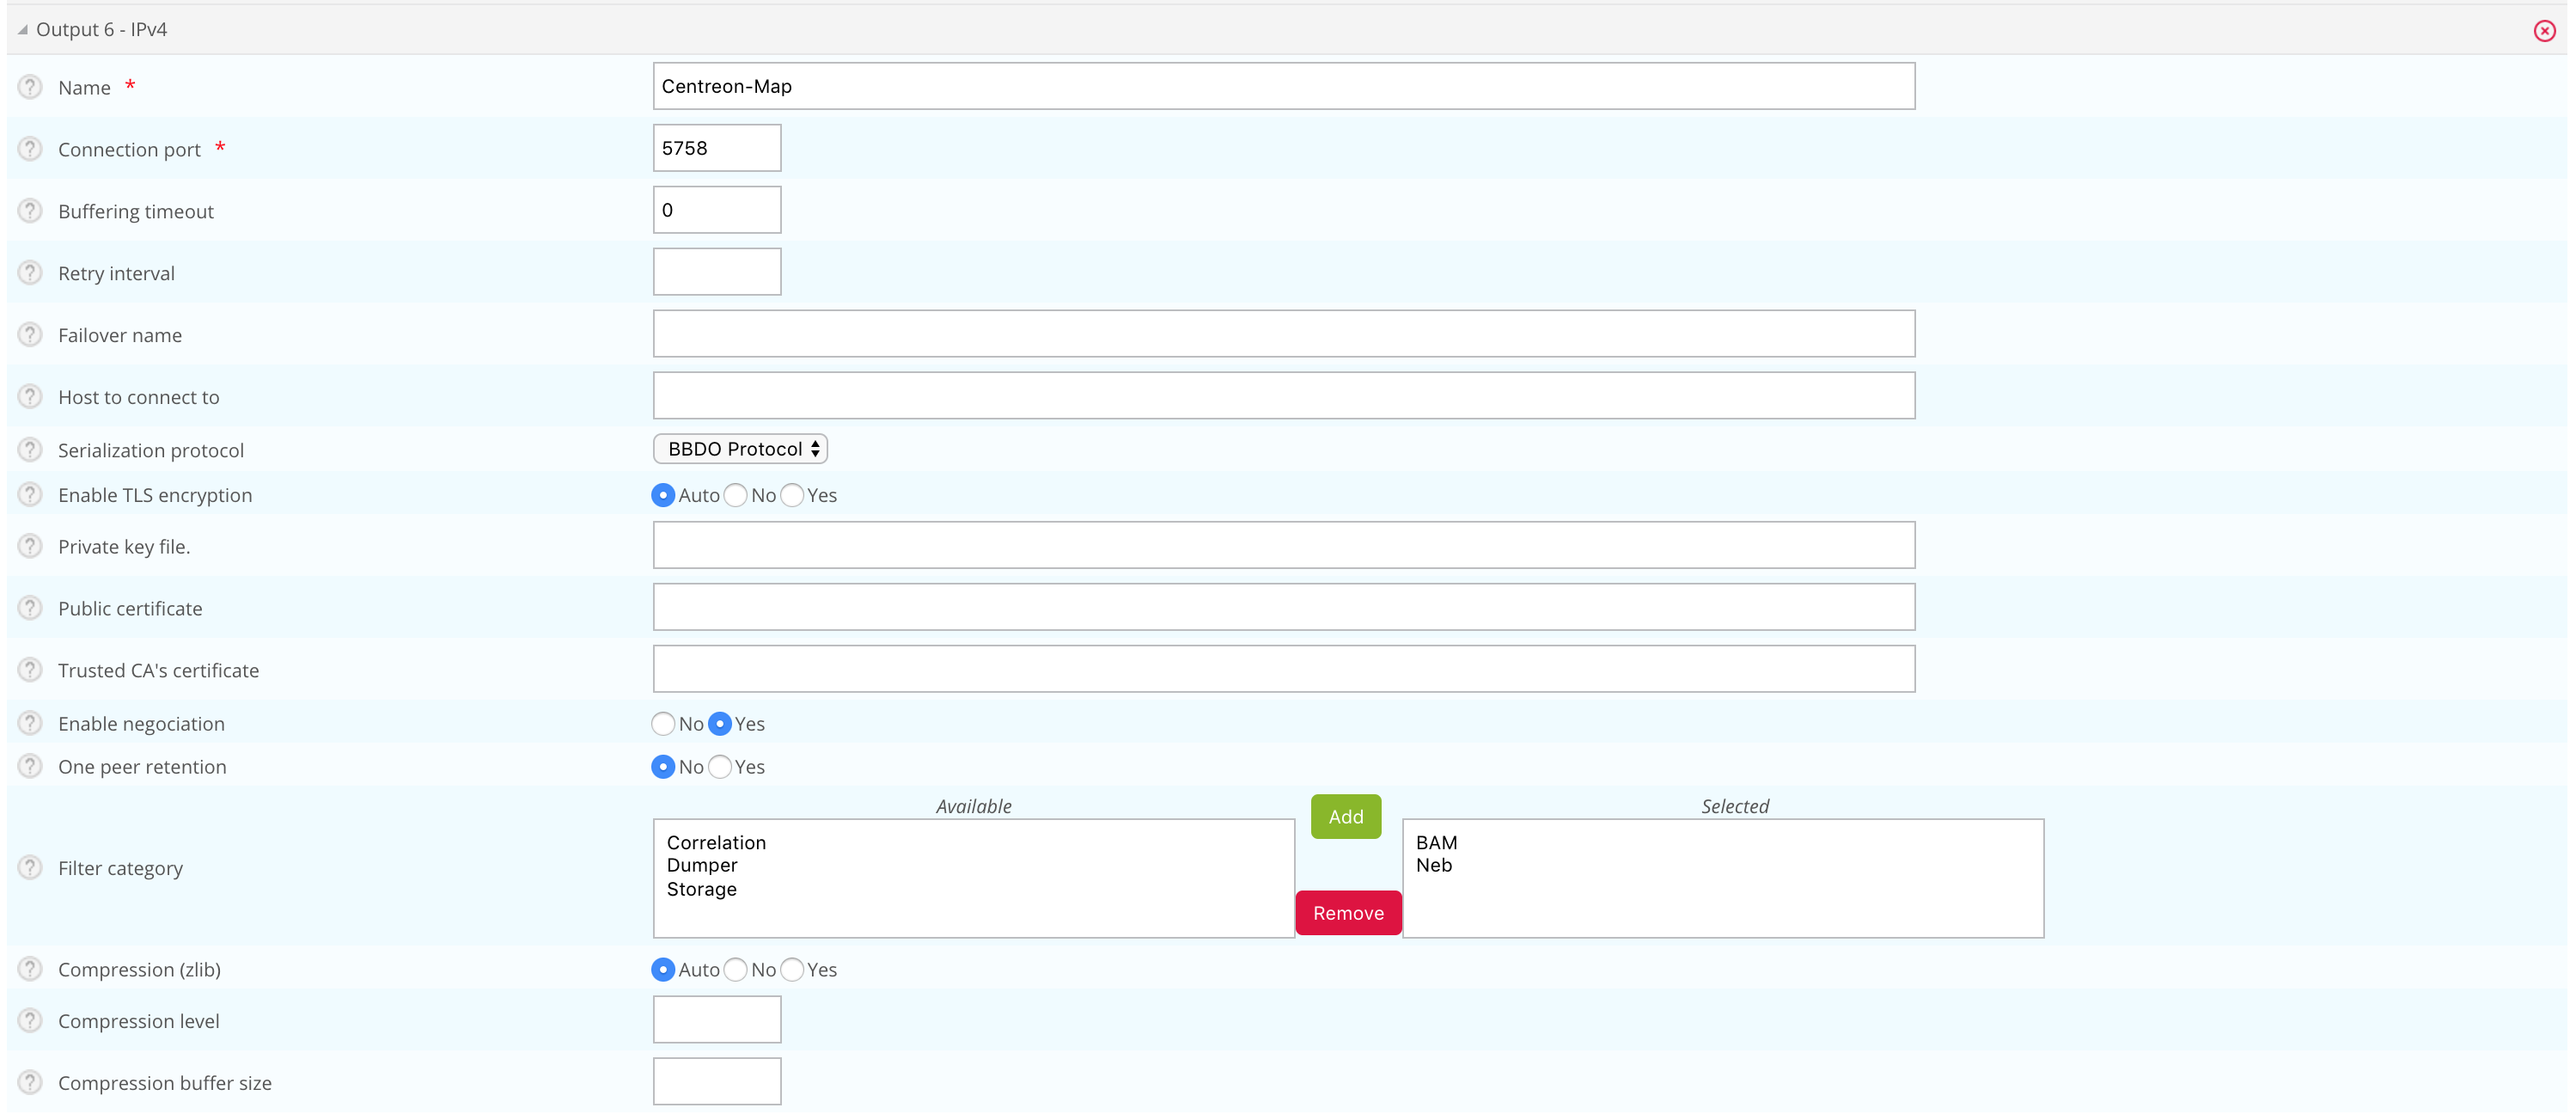 Output 6 - IPv4
? Name *
Centreon-Map
? Connection port *
5758
? Buffering timeout
0
? Retry interval
? Failover name
? Host to connect to
? Serialization protocol
BBDO Protocol
? Enable TLS encryption
Auto No Yes
? Private key file.
? Public certificate
? Trusted CA's certificate
? Enable negociation
No Yes
? One peer retention
No Yes
? Filter category
Available
Correlation
Dumper
Storage
Add
Remove
Selected
BAM
Neb
? Compression (zlib)
Auto No Yes
? Compression level
? Compression buffer size